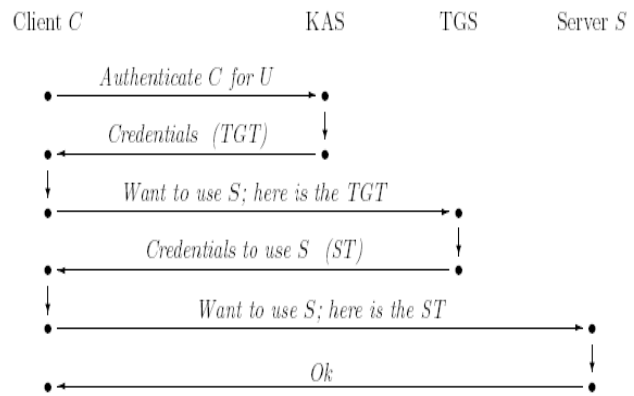 Client C KAS TGS Server S
Authenticate C for U
Credentials (TGT)
Want to use S; here is the TGT
Credentials to use S (ST)
Want to use S; here is the ST
Ok